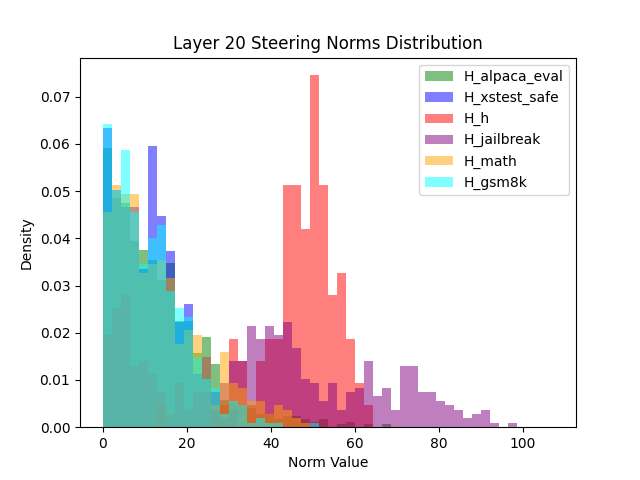 Layer 20 Steering Norms Distribution
H_alpaca_eval
H_xstest_safe
H_h
H_jailbreak
H_math
H_gsm8k
Density
0.07
0.06
0.05
0.04
0.03
0.02
0.01
0.00
0 20 40 60 80 100
Norm Value